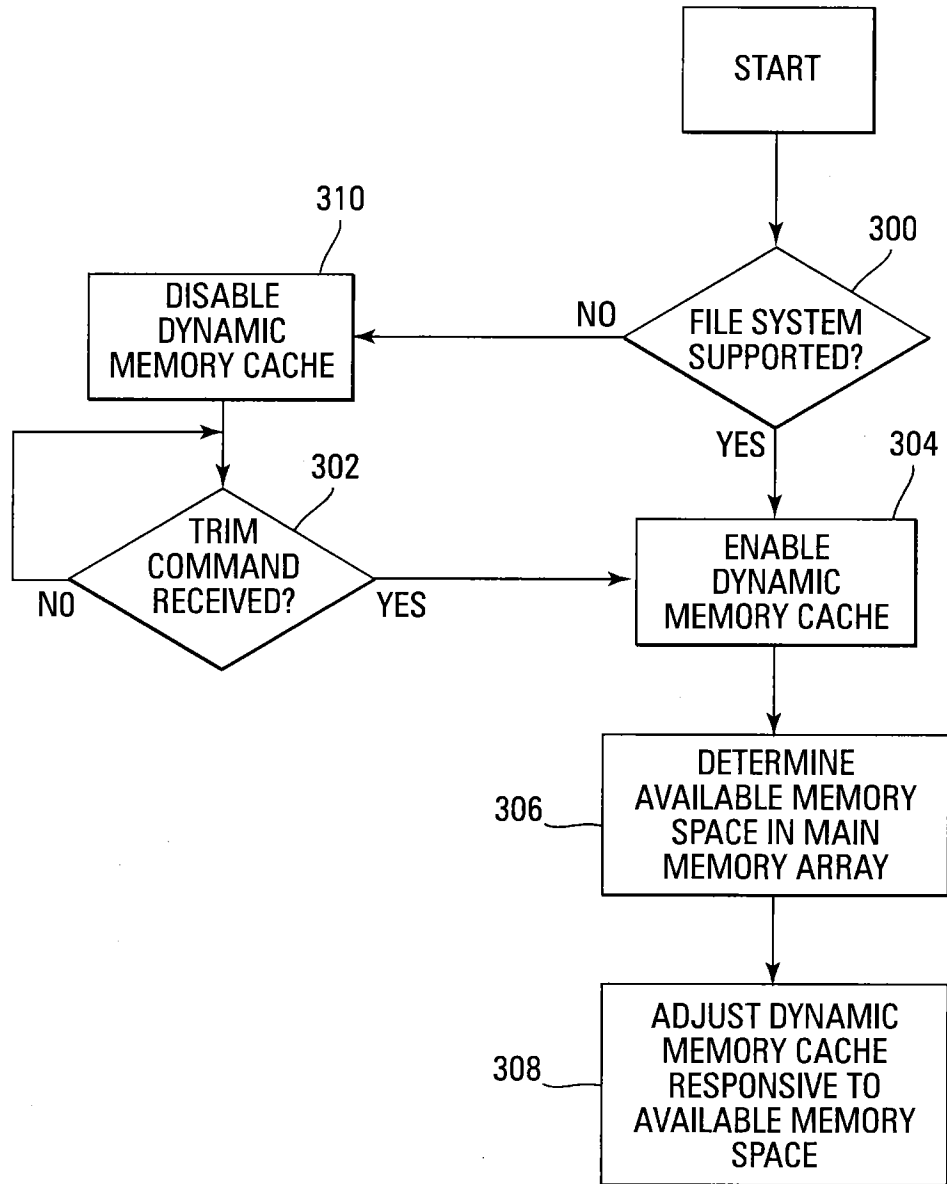 START
310
300
DISABLE
DYNAMIC
MEMORY CACHE
NO
FILE SYSTEM
SUPPORTED?
YES
304
302
TRIM
COMMAND
RECEIVED?
NO
YES
ENABLE
DYNAMIC
MEMORY CACHE
306
DETERMINE
AVAILABLE MEMORY
SPACE IN MAIN
MEMORY ARRAY
308
ADJUST DYNAMIC
MEMORY CACHE
RESPONSIVE TO
AVAILABLE MEMORY
SPACE